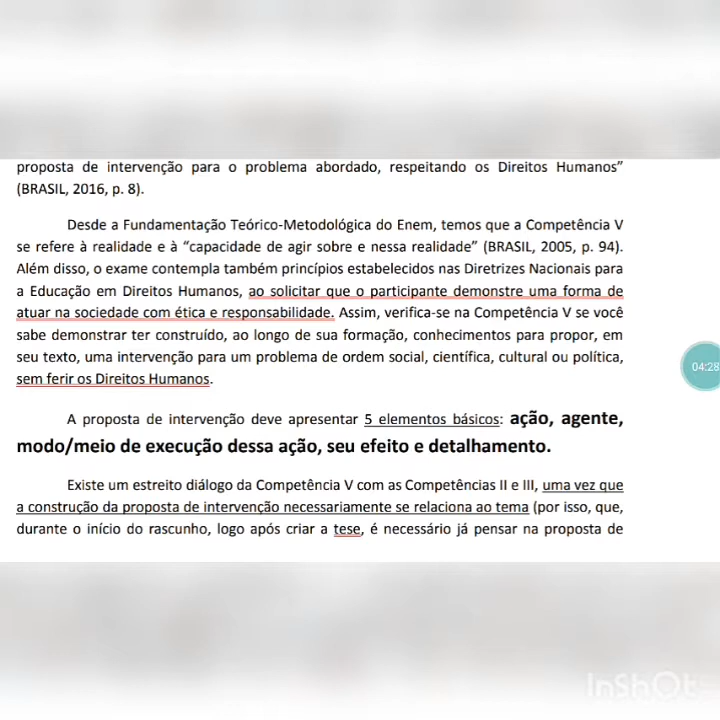 proposta de intervenção para o problema abordado, respeitando os Direitos Humanos”
(BRASIL, 2016, p. 8).
Desde a Fundamentação Teórico-Metodológica do Enem, temos que a Competência V
se refere à realidade e à “capacidade de agir sobre e nessa realidade” (BRASIL, 2005, p. 94).
Além disso, o exame contempla também princípios estabelecidos nas Diretrizes Nacionais para
a Educação em Direitos Humanos, ao solicitar que o participante demonstre uma forma de
atuar na sociedade com ética e responsabilidade. Assim, verifica-se na Competência V se você
sabe demonstrar ter construído, ao longo de sua formação, conhecimentos para propor, em
seu texto, uma intervenção para um problema de ordem social, científica, cultural ou política,
sem ferir os Direitos Humanos.
A proposta de intervenção deve apresentar 5 elementos básicos: ação, agente,
modo/meio de execução dessa ação, seu efeito e detalhamento.
Existe um estreito diálogo da Competência V com as Competências II e III, uma vez que
a construção da proposta de intervenção necessariamente se relaciona ao tema (por isso, que,
durante o início do rascunho, logo após criar a tese, é necessário já pensar na proposta de
04:28
InShOt